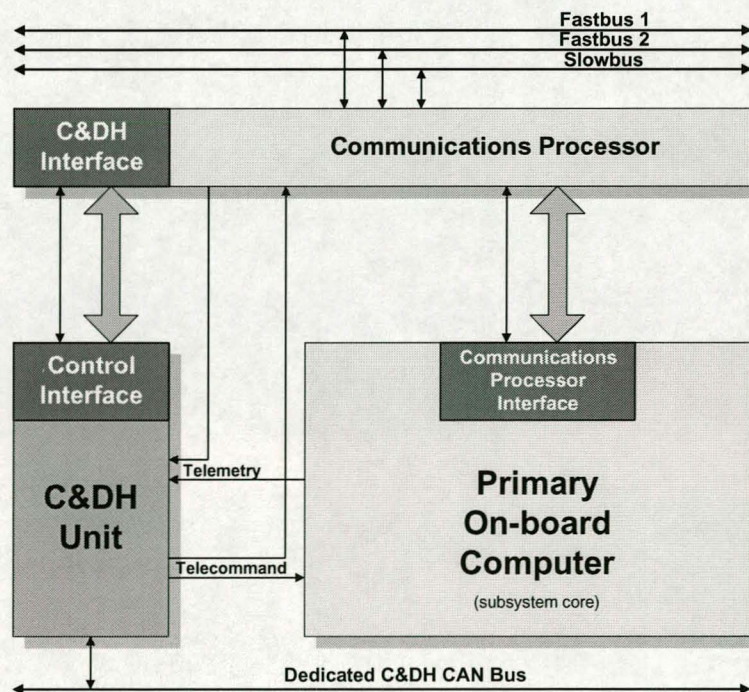 Fastbus 1
Fastbus 2
Slowbus
C&DH
Interface
Communications Processor
Control
Interface
Communications
Processor
Interface
C&DH
Unit
Telemetry
Telecommand
Primary
On-board
Computer
(subsystem core)
Dedicated C&DH CAN Bus